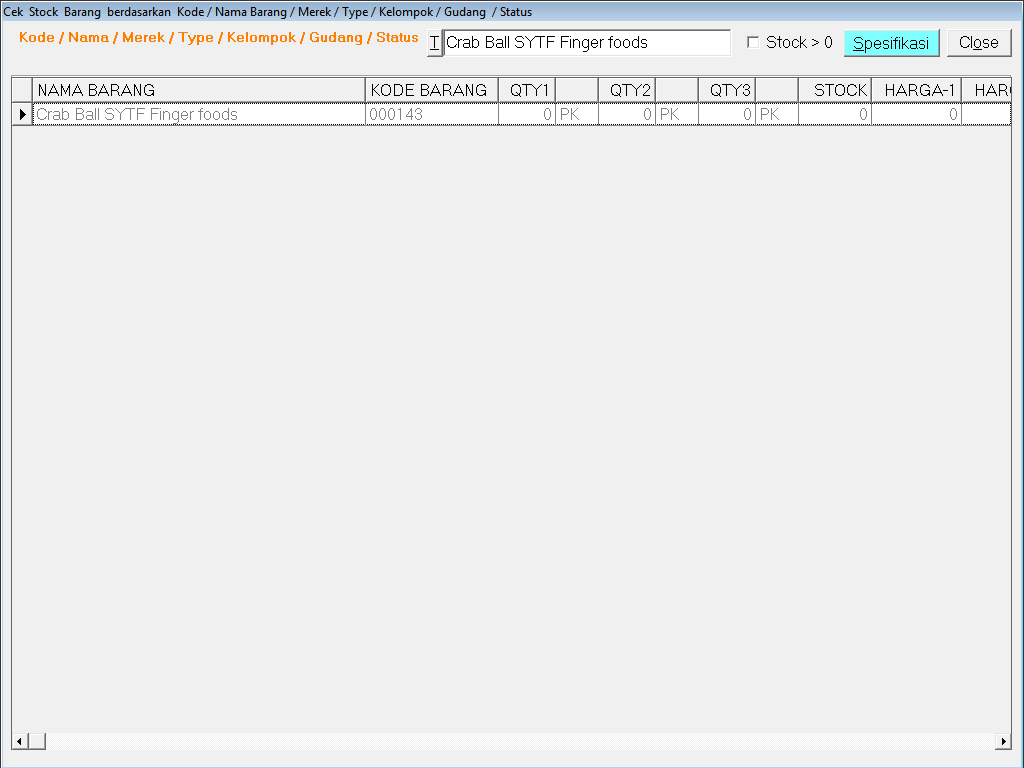 Cek Stock Barang berdasarkan Kode / Nama Barang / Merek / Type / Kelompok / Gudang / Status
Kode / Nama / Merek / Type / Kelompok / Gudang / Status T Crab Ball SYTF Finger foods Stock > 0 Spesifikasi Close
NAMA BARANG KODE BARANG QTY1 QTY2 QTY3 STOCK HARGA-1
Crab Ball SYTF Finger foods 000143 0 PK 0 PK 0 PK 0 0